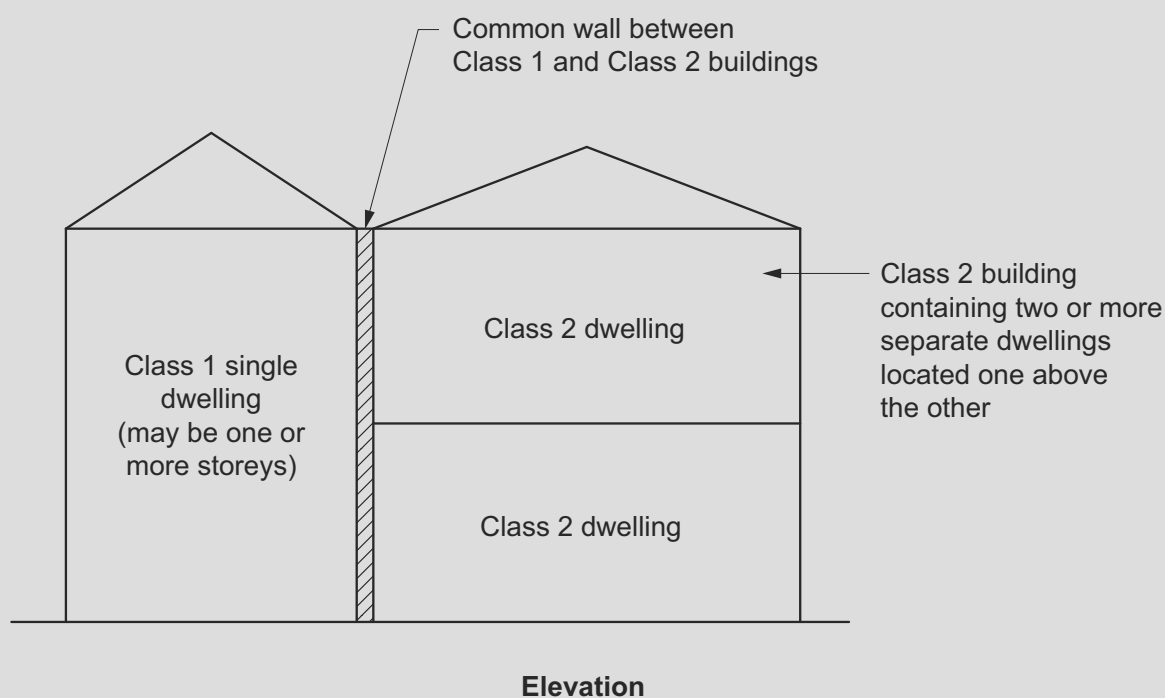 Common wall between
Class 1 and Class 2 buildings
Class 2 building
containing two or more
separate dwellings
located one above
the other
Class 2 dwelling
Class 1 single
dwelling
(may be one or
more storeys)
Class 2 dwelling
Elevation